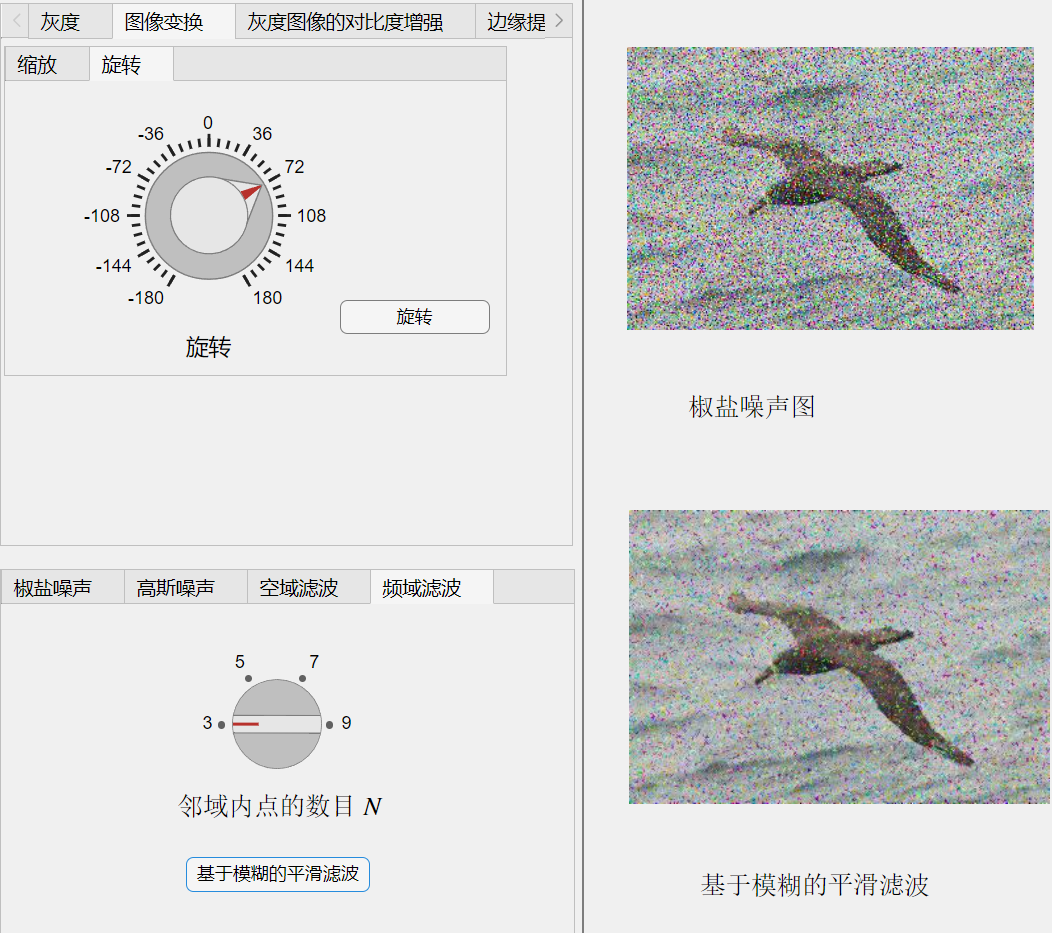 灰度 图像变换 灰度图像的对比度增强 边缘提
缩放 旋转
0
-36 36
-72 72
-108 108
-144 144
-180 180
旋转
旋转
椒盐噪声图
椒盐噪声 高斯噪声 空域滤波 频域滤波
5 7
3 9
邻域内点的数目 N
基于模糊的平滑滤波
基于模糊的平滑滤波